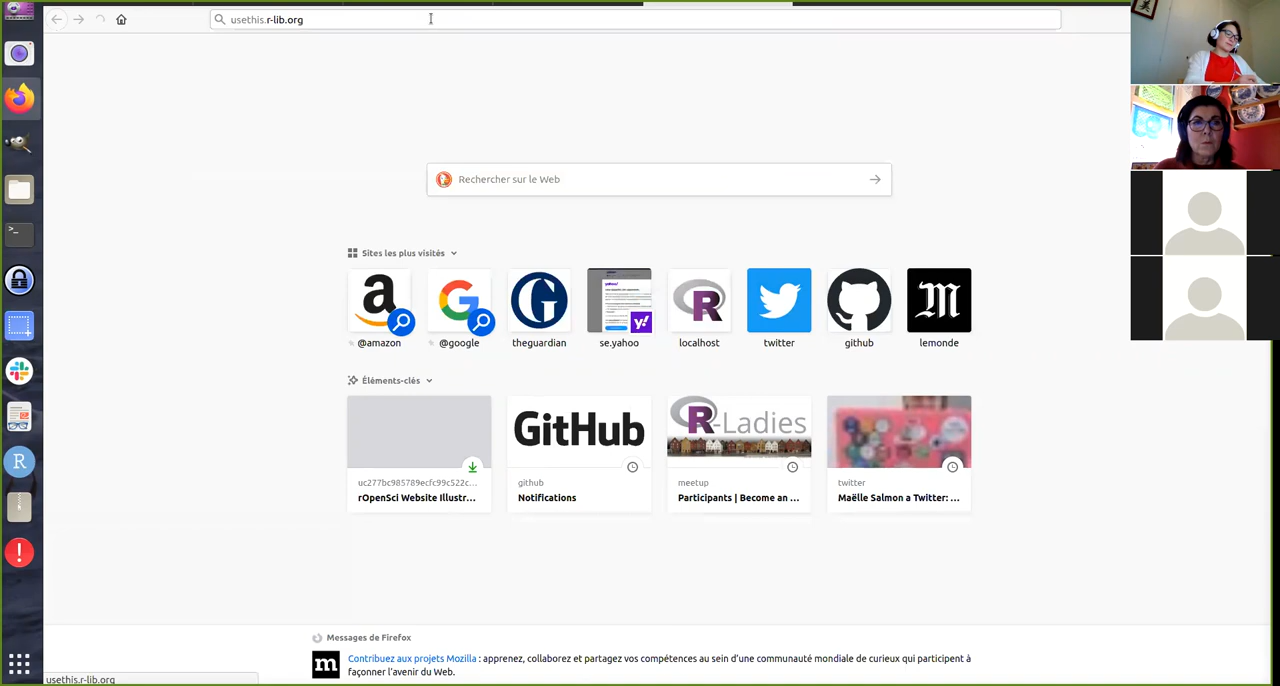 usethis.r-lib.org
Rechercher sur le Web
Sites les plus visités
@amazon
@google
theguardian
se.yahoo
localhost
twitter
github
lemonde
Éléments-clés
GitHub
R-Ladies
uc277bc985789ecfc99c522c...
rOpenSci Website Illustr...
github
Notifications
meetup
Participants | Become an ...
twitter
Maëlle Salmon a Twitter: ...
Messages de Firefox
m
Contribuez aux projets Mozilla : apprenez, collaborez et partagez vos compétences au sein d'une communauté mondiale de curieux qui participent à
façonner l'avenir du Web.
usethis.r-lib.org